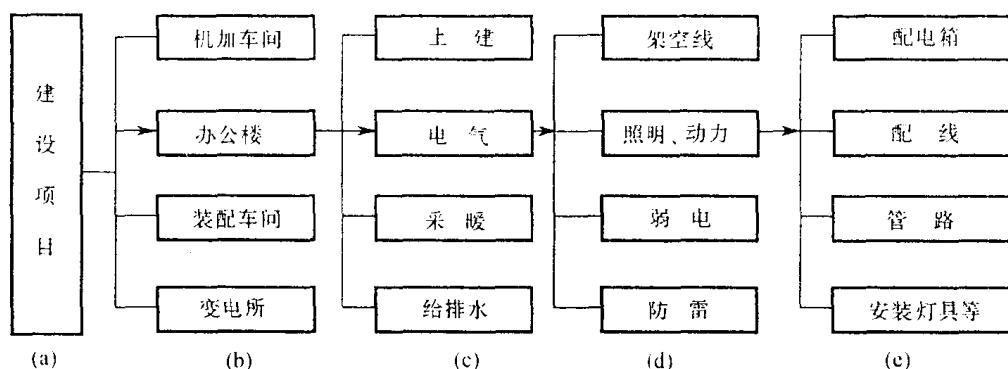 建设项目
机加车间
办公楼
装配车间
变电所
上建
电气
采暖
给排水
架空线
照明、动力
弱电
防雷
配电箱
配线
管路
安装灯具等
(a) (b) (c) (d) (e)